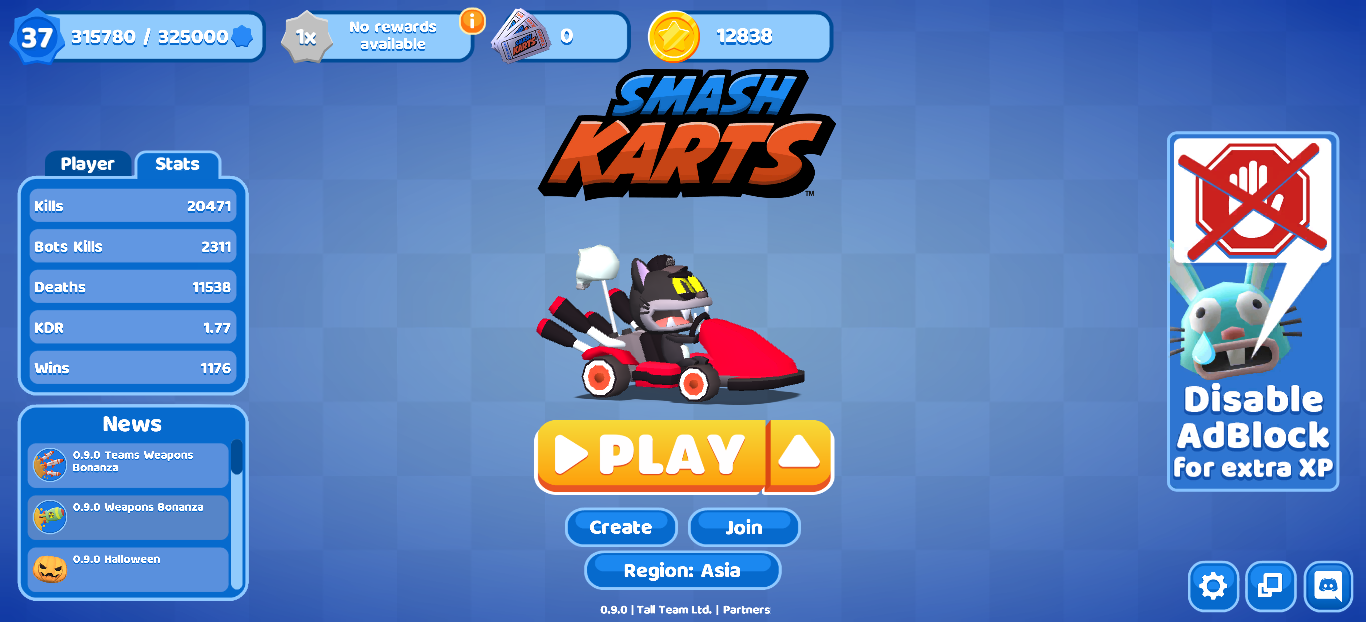 37 315780 / 325000
1x
No rewards
available
i
0
12838
SMASH
KARTS
TM
Player Stats
Kills 20471
Bots Kills 2311
Deaths 11538
KDR 1.77
Wins 1176
News
0.9.0 Teams Weapons
Bonanza
0.9.0 Weapons Bonanza
0.9.0 Halloween
PLAY
Create Join
Region: Asia
0.9.0 | Tall Team Ltd. | Partners
Disable
AdBlock
for extra XP